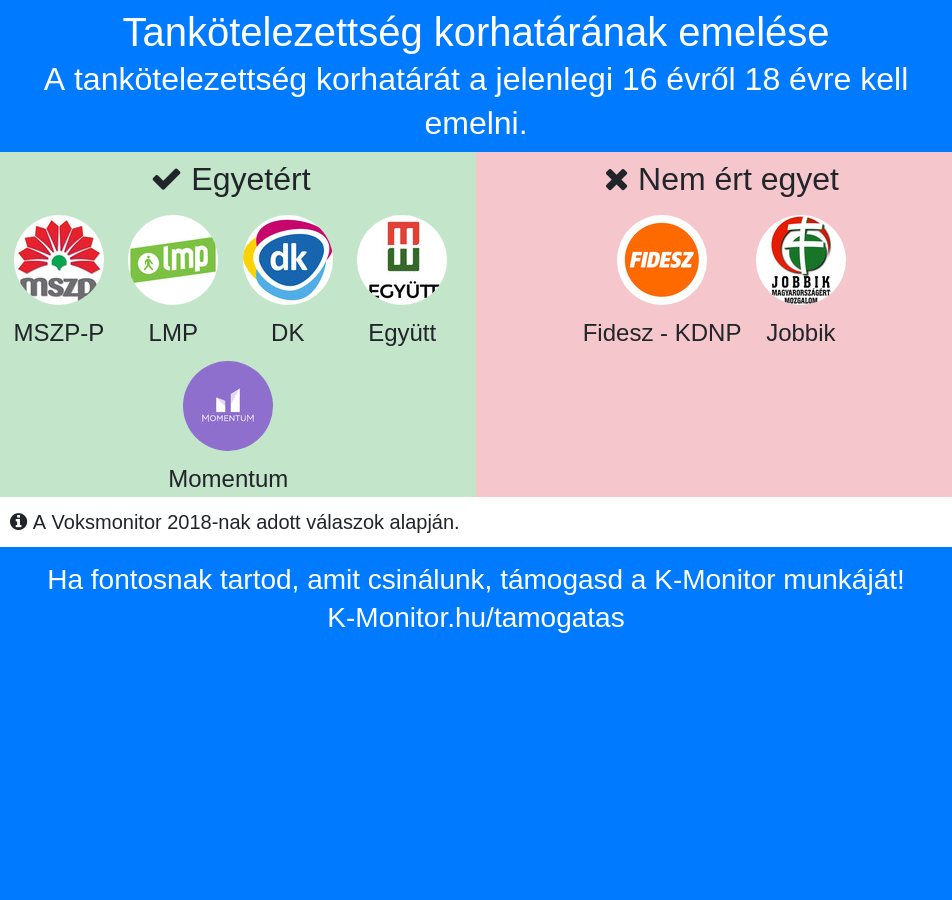 Tankötelezettség korhatárának emelése
A tankötelezettség korhatárát a jelenlegi 16 évről 18 évre kell
emelni.
Egyetért
Nem ért egyet
mszp
lmp
dk
EGYÜTT
FIDESZ
JOBBIK
MAGYARORSZÁGÉRT
MOZGALOM
MSZP-P
LMP
DK
Együtt
Fidesz - KDNP
Jobbik
MOMENTUM
Momentum
A Voksmonitor 2018-nak adott válaszok alapján.
Ha fontosnak tartod, amit csinálunk, támogasd a K-Monitor munkáját!
K-Monitor.hu/tamogatas